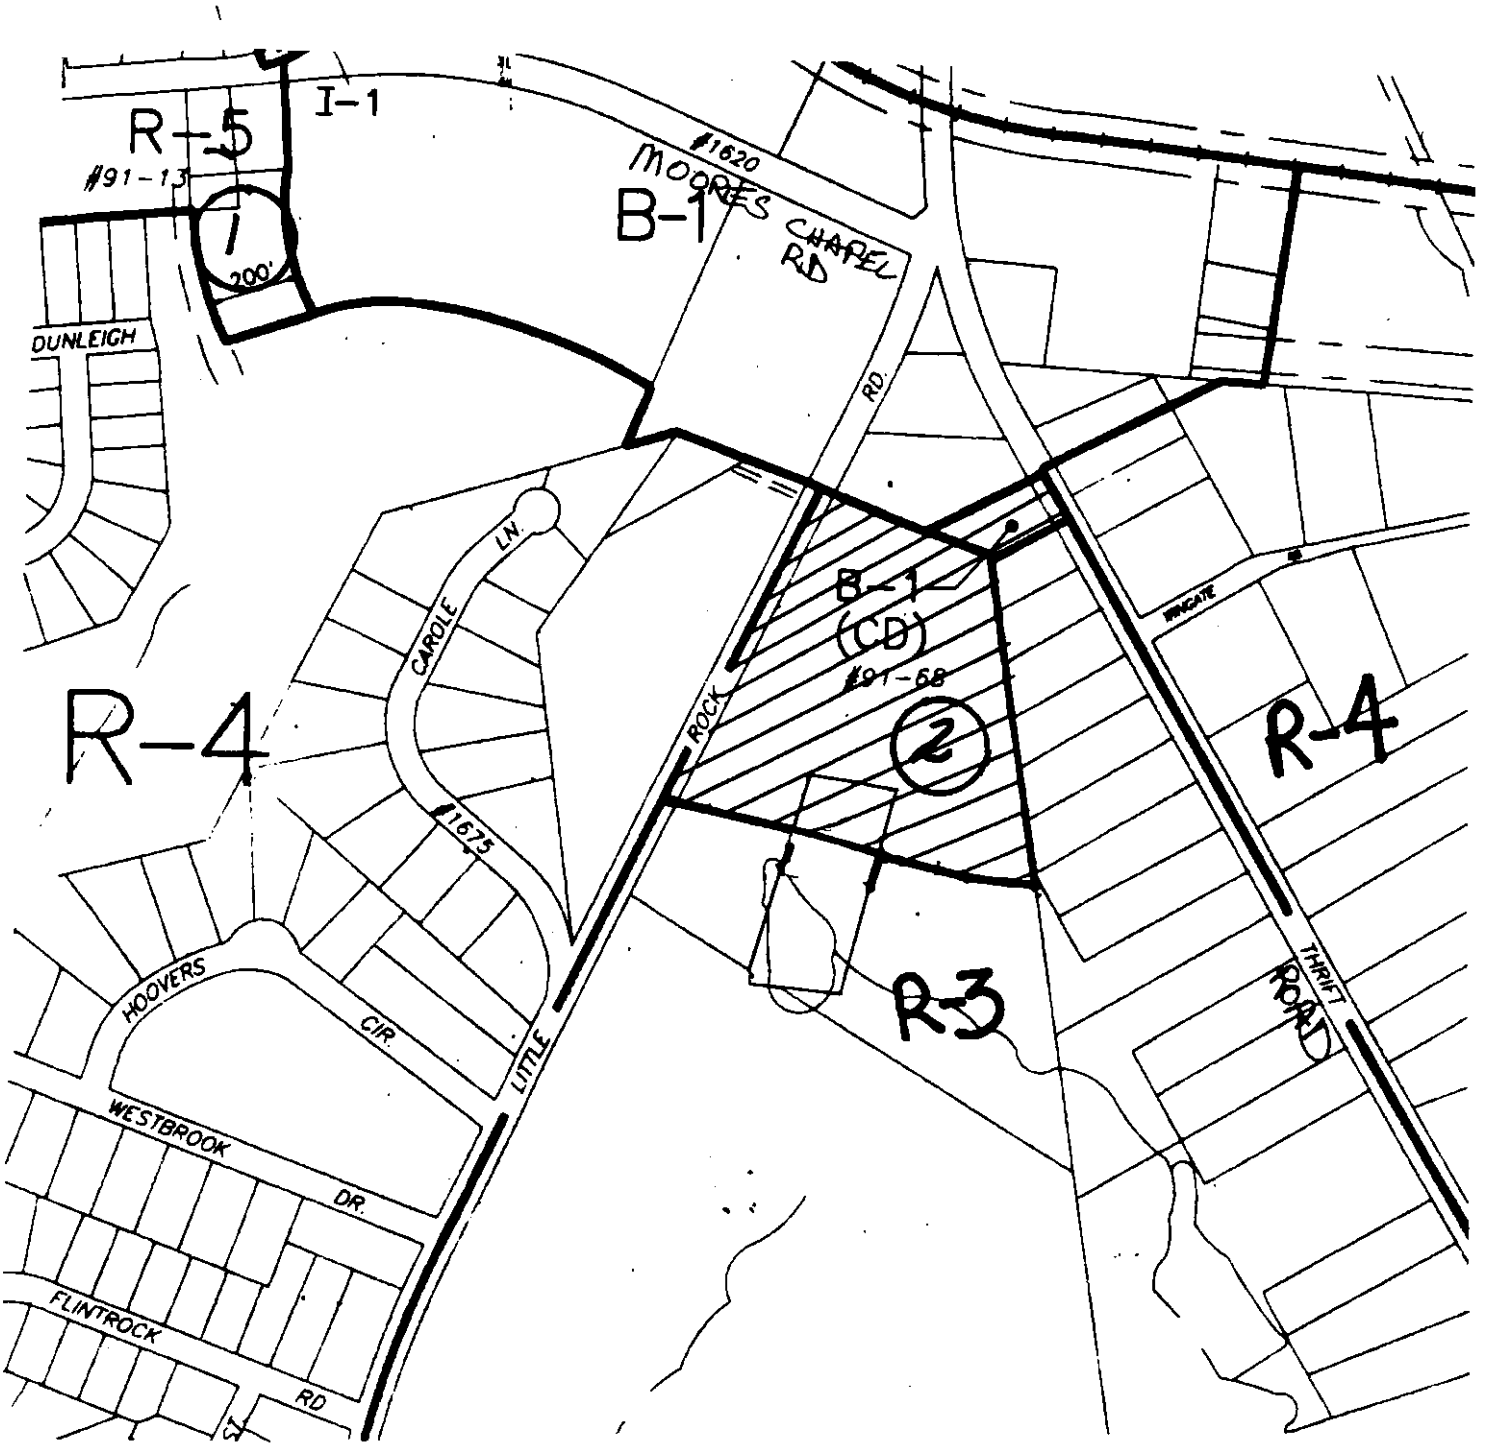 I-1
R-5
#91-13
1
200'
#1620
MOORES CHAPEL
RD
B-1
DUNLEIGH
RD.
LN.
CAROLE
B-1
(CD)
#91-68
WINGATE
R-4
ROCK
2
R-4
#1675
HOOVERS
CIR.
R-3
THRIFT
ROAD
LITTLE
WESTBROOK
DR.
FLINTROCK
RD